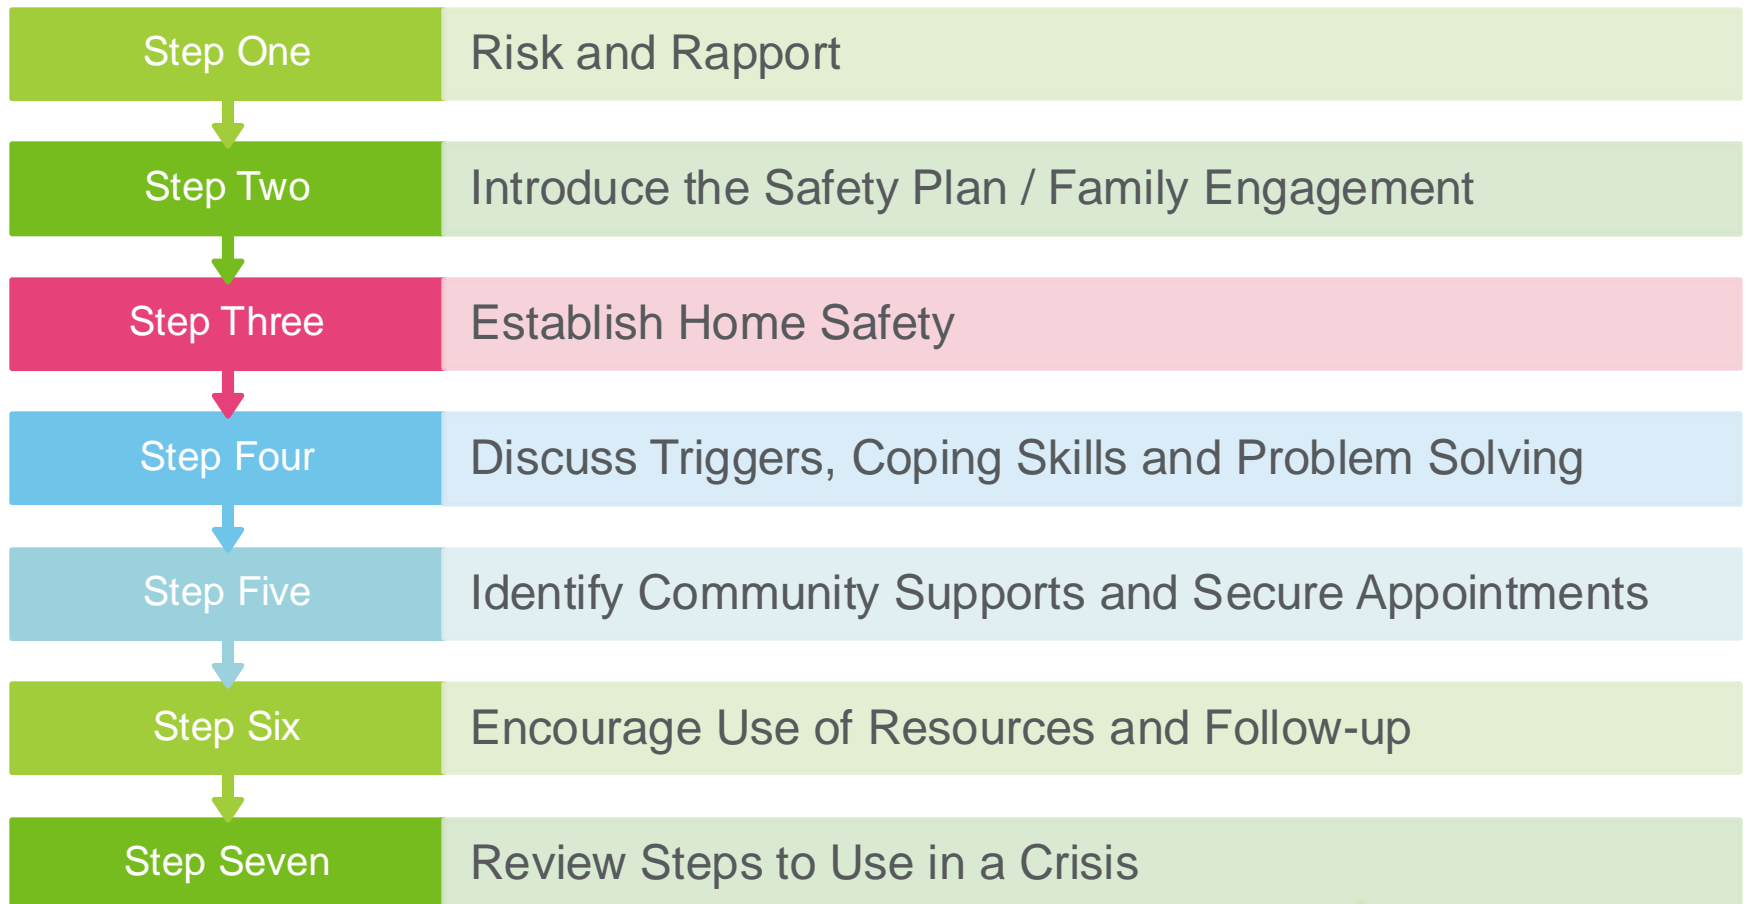 Step One
Risk and Rapport
Step Two
Introduce the Safety Plan / Family Engagement
Step Three
Establish Home Safety
Step Four
Discuss Triggers, Coping Skills and Problem Solving
Step Five
Identify Community Supports and Secure Appointments
Step Six
Encourage Use of Resources and Follow-up
Step Seven
Review Steps to Use in a Crisis